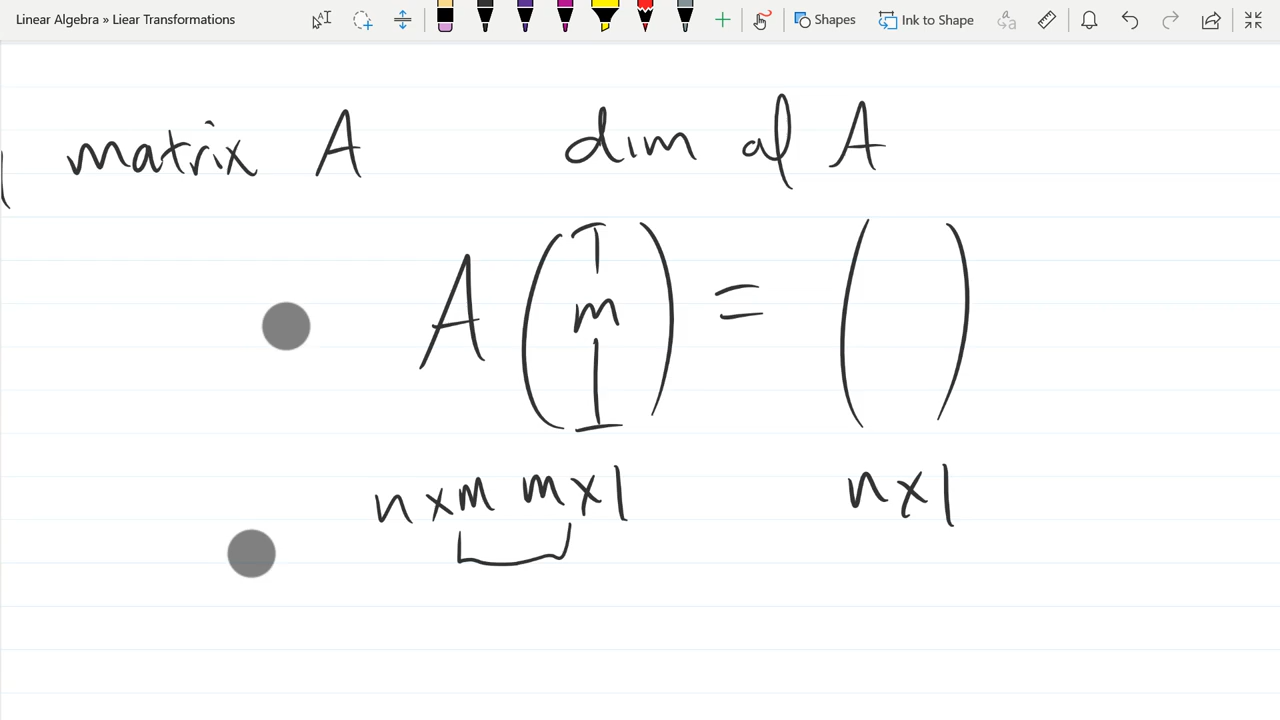 Linear Algebra » Liear Transformations Shapes Ink to Shape
matrix A dim of A
A ( m ) = ( )
n×m m×1 n×1